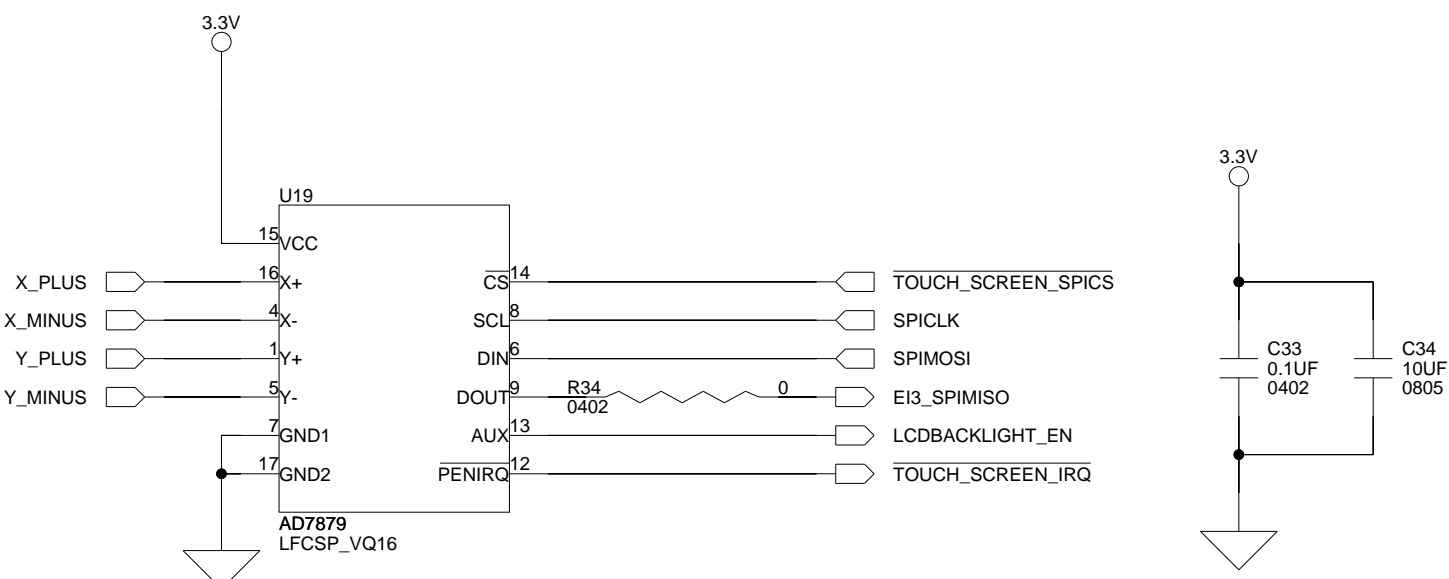 3.3V
3.3V
U19
15 VCC
X_PLUS 16 X+ CS 14 TOUCH_SCREEN_SPICS
X_MINUS 4 X- SCL 8 SPICLK
Y_PLUS 1 Y+ DIN 6 SPIMOSI
Y_MINUS 5 Y- DOUT 9 R34 0 EI3_SPIMISO
0402
7 GND1 AUX 13 LCDBACKLIGHT_EN
17 GND2 PENIRQ 12 TOUCH_SCREEN_IRQ
AD7879
LFCSP_VQ16
C33
0.1UF
0402
C34
10UF
0805